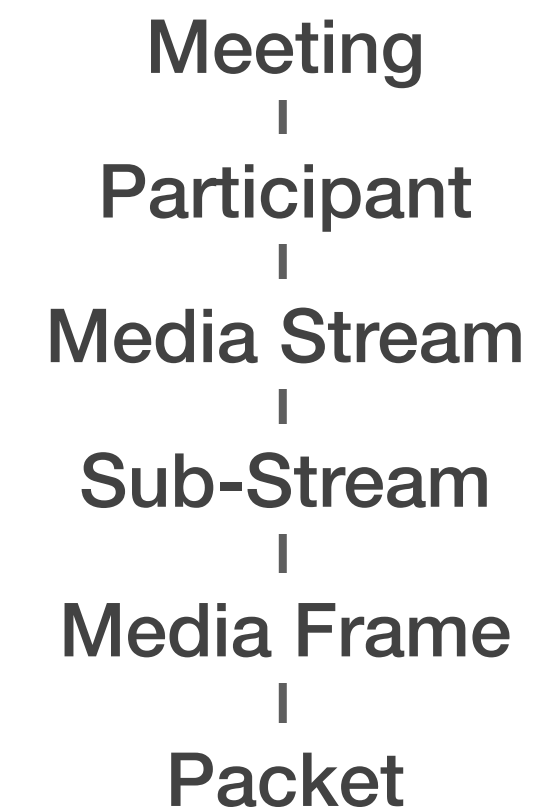 Meeting
Participant
Media Stream
Sub-Stream
Media Frame
Packet